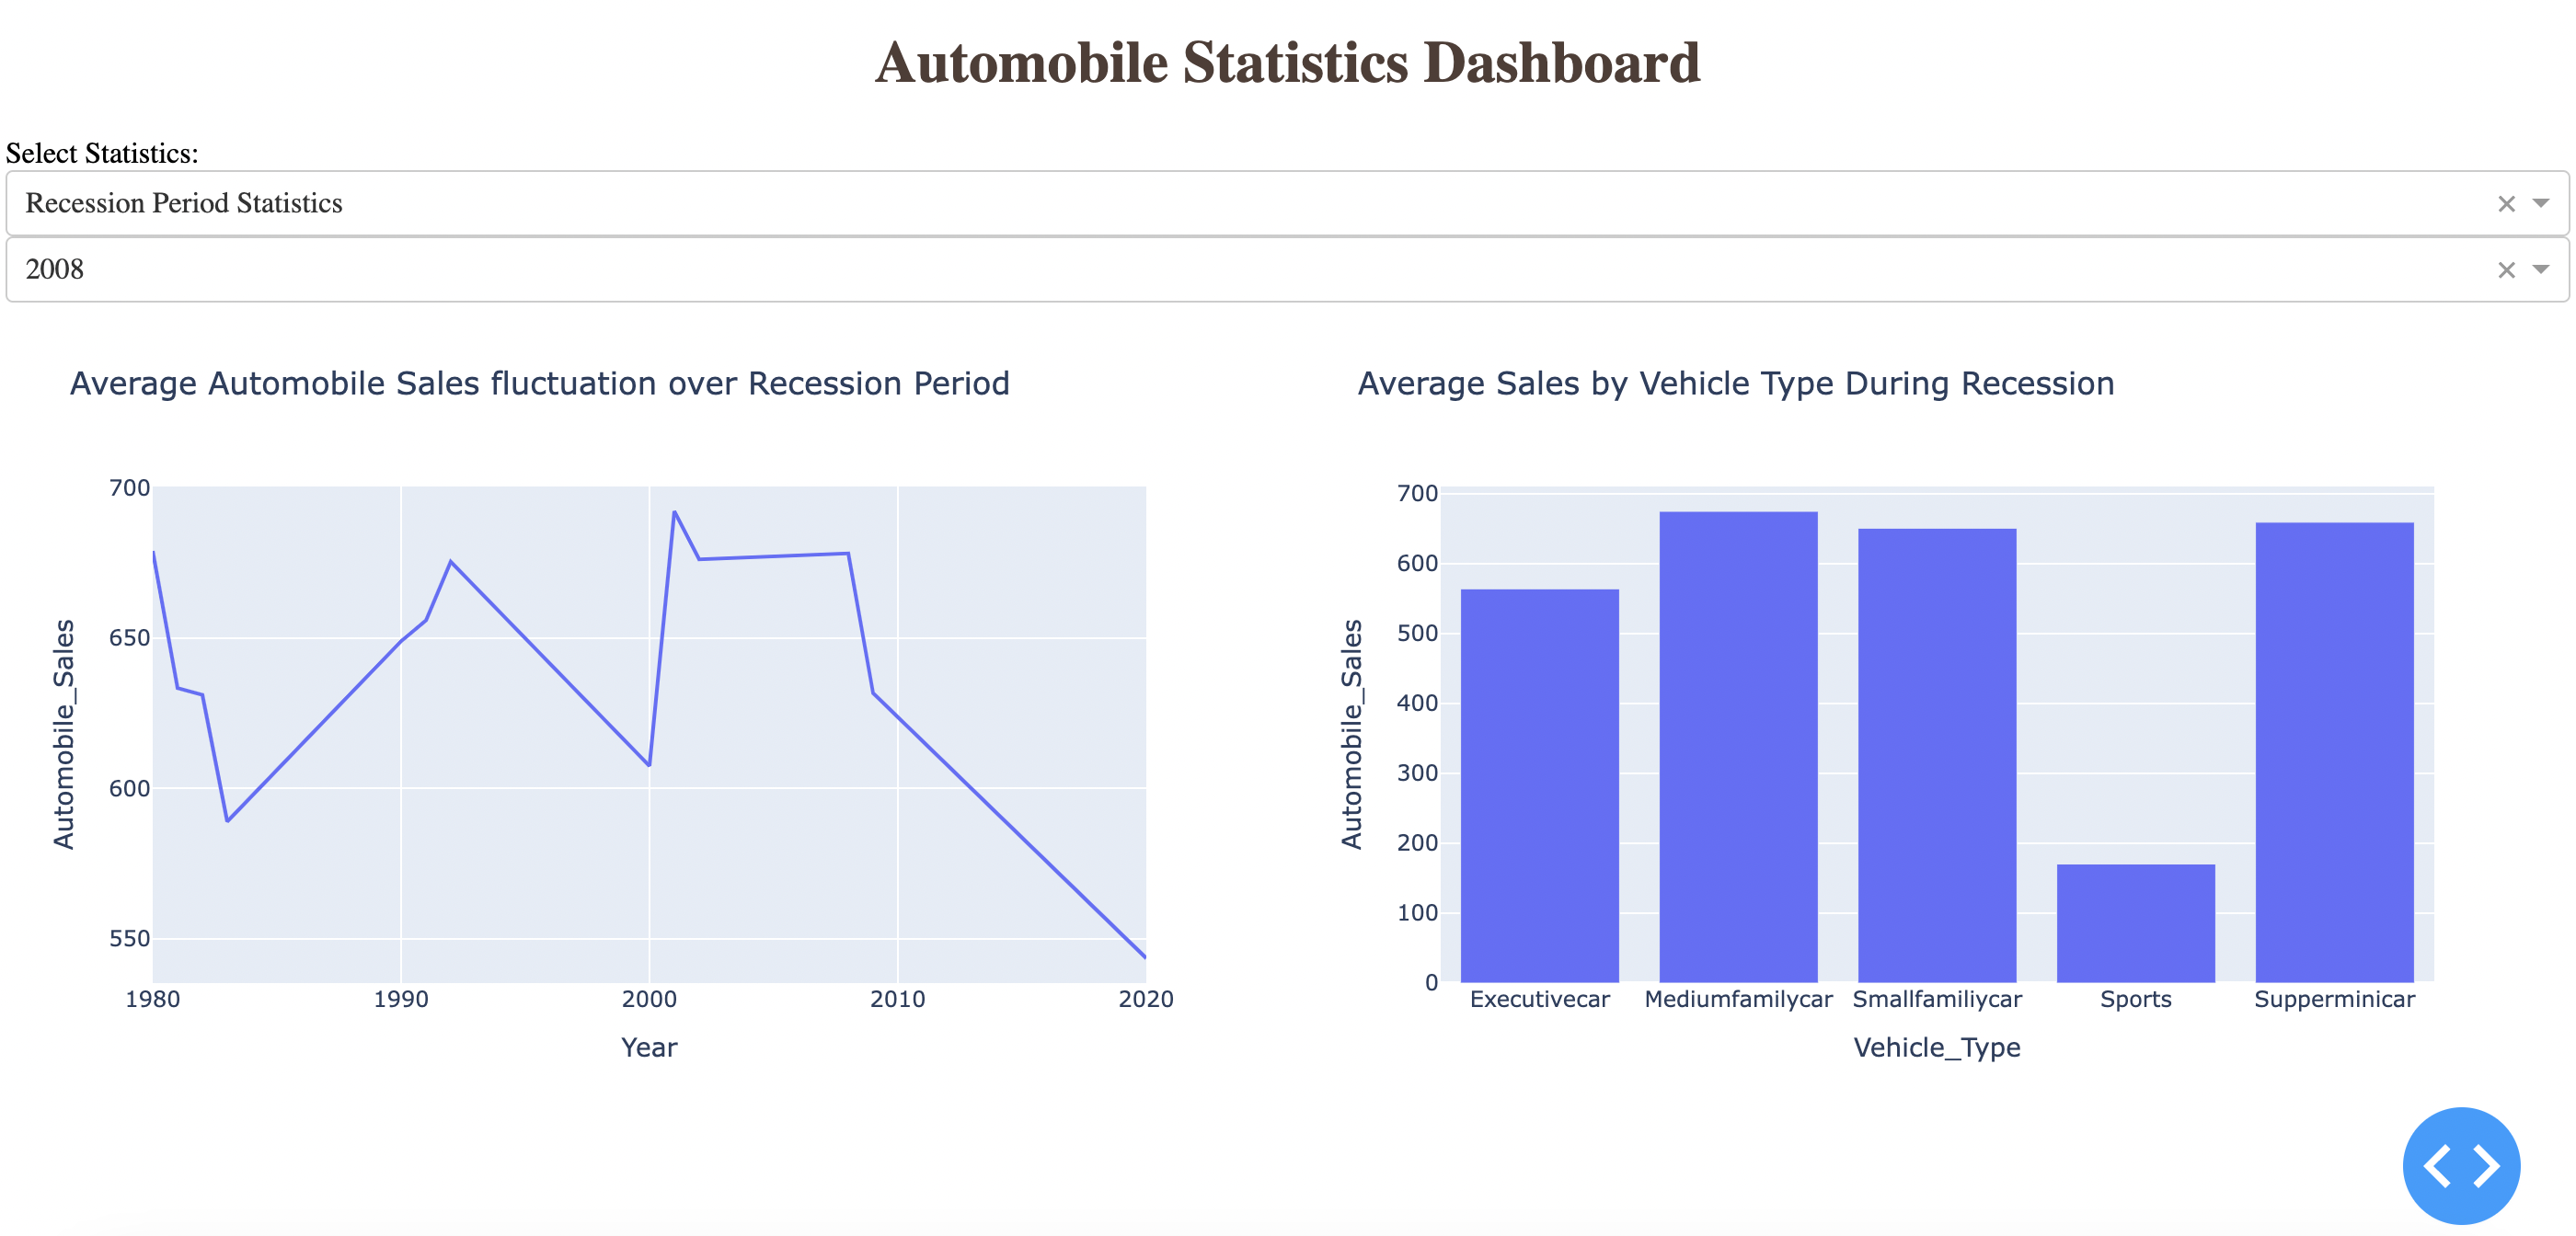 Automobile Statistics Dashboard
Select Statistics:
Recession Period Statistics
2008
Average Automobile Sales fluctuation over Recession Period
700
650
600
550
Automobile_Sales
1980 1990 2000 2010 2020
Year
Average Sales by Vehicle Type During Recession
700
600
500
400
300
200
100
0
Automobile_Sales
Executivecar Mediumfamilycar Smallfamiliycar Sports Supperminicar
Vehicle_Type